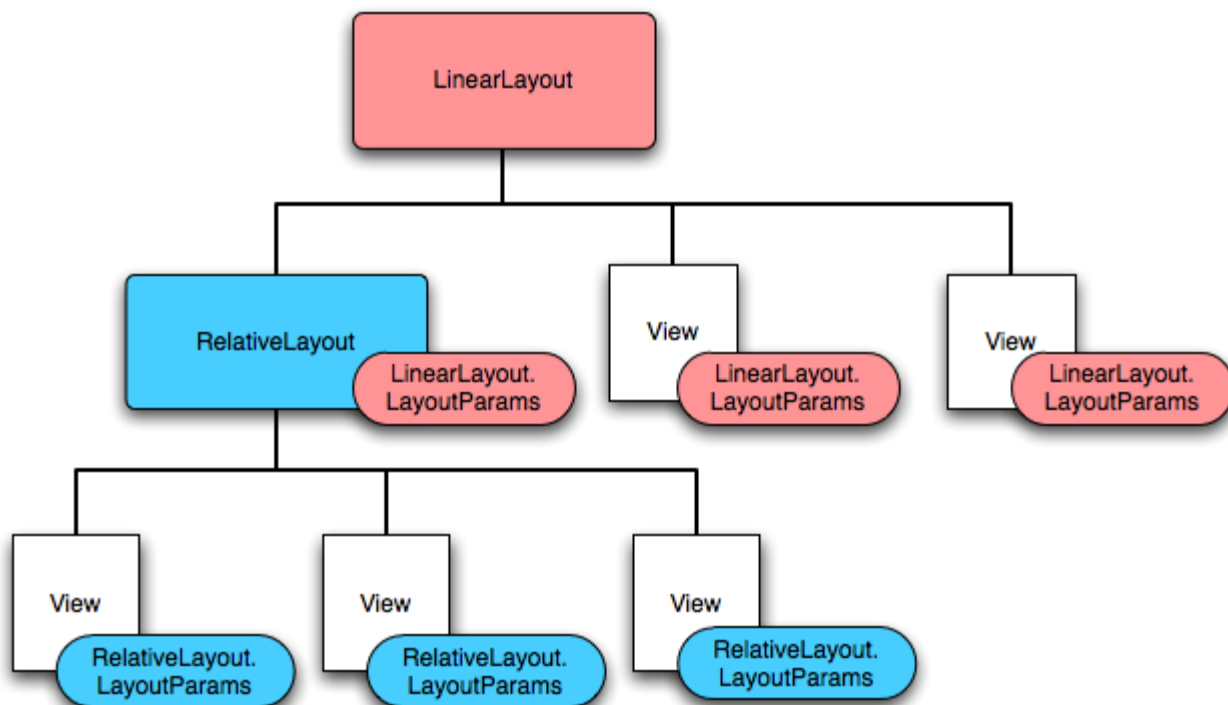 LinearLayout
RelativeLayout
LinearLayout.
LayoutParams
View
LinearLayout.
LayoutParams
View
LinearLayout.
LayoutParams
View
RelativeLayout.
LayoutParams
View
RelativeLayout.
LayoutParams
View
RelativeLayout.
LayoutParams